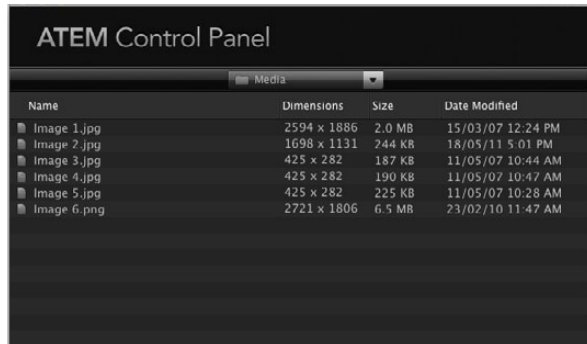 ATEM Control Panel
Media
Name Dimensions Size Date Modified
Image 1.jpg 2594 x 1886 2.0 MB 15/03/07 12:24 PM
Image 2.jpg 1698 x 1131 244 KB 18/05/11 5:01 PM
Image 3.jpg 425 x 282 187 KB 11/05/07 10:44 AM
Image 4.jpg 425 x 282 190 KB 11/05/07 10:47 AM
Image 5.jpg 425 x 282 225 KB 11/05/07 10:28 AM
Image 6.png 2721 x 1806 6.5 MB 23/02/10 11:47 AM